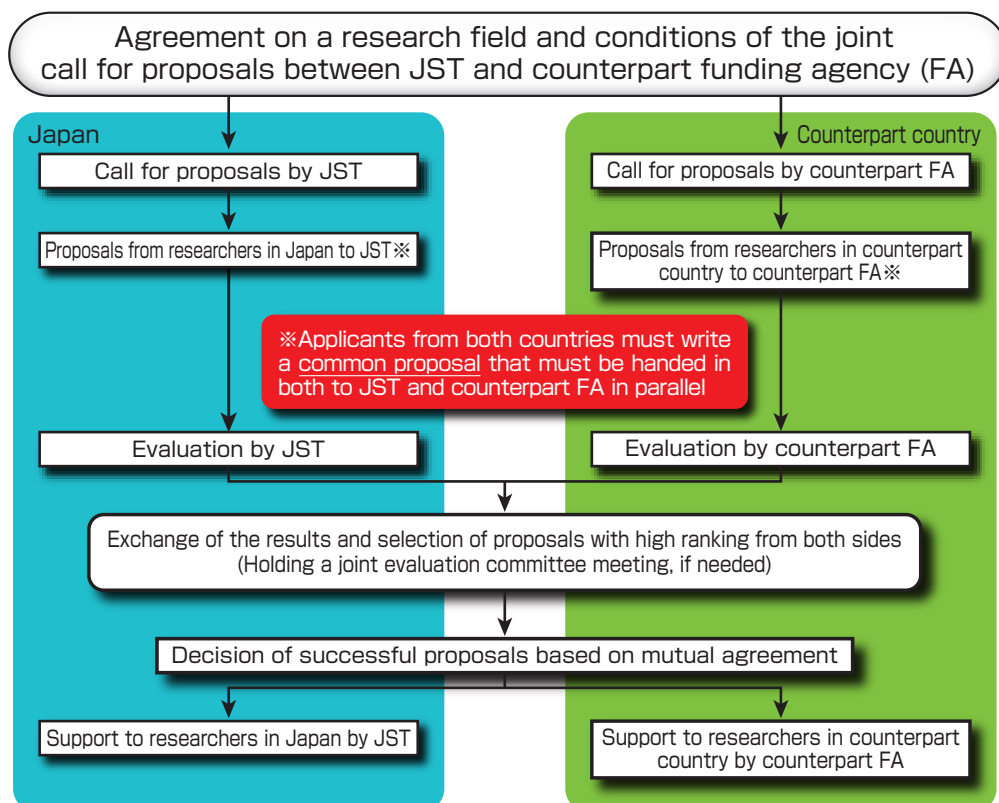 Agreement on a research field and conditions of the joint
call for proposals between JST and counterpart funding agency (FA)
Japan
Counterpart country
Call for proposals by JST
Call for proposals by counterpart FA
Proposals from researchers in Japan to JST※
Proposals from researchers in counterpart
country to counterpart FA※
※Applicants from both countries must write
a common proposal that must be handed in
both to JST and counterpart FA in parallel
Evaluation by JST
Evaluation by counterpart FA
Exchange of the results and selection of proposals with high ranking from both sides
(Holding a joint evaluation committee meeting, if needed)
Decision of successful proposals based on mutual agreement
Support to researchers in Japan by JST
Support to researchers in counterpart
country by counterpart FA